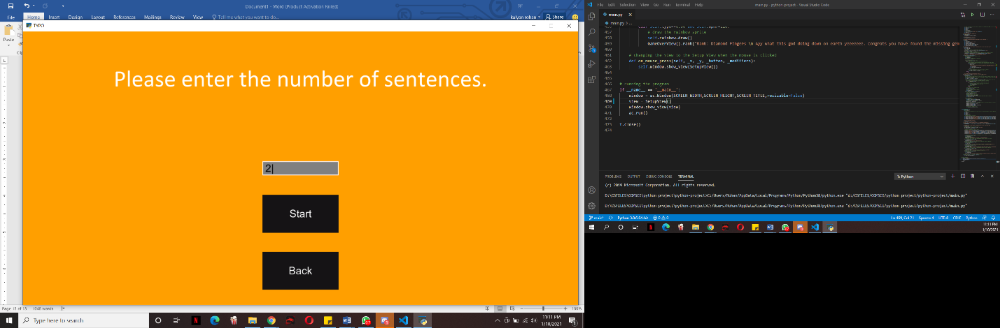 Document1 - Word (Product Activation Failed)
File Home Insert Design Layout References Mailings Review View Tell me what you want to do...
kalyan rohan Share
Paste
TYPO
Please enter the number of sentences.
2
Start
Back
Page 13 of 13 1048 words
100%
Type here to search
11:11 PM
1/10/2021
File Edit Selection View Go Run Terminal Help
main.py - python-project - Visual Studio Code
main.py
main.py > ...
457 # draw the rainbow sprite
458 self.rainbow.draw()
459 GameOverView().rank("Rank: Diamond Fingers \n Ayy what this god doing down on earth yeeeeeee. Congrats you have found the missing gem
460
461 # changing the view to the Setup View when the mouse is clicked
462 def on_mouse_press(self, _x, _y, _button, _modifiers):
463 self.window.show_view(SetupView())
464
465
466 # running the program
467 if __name__ == '__main__':
468 window = ac.Window(SCREEN_WIDTH,SCREEN_HEIGHT,SCREEN_TITLE,resizable=False)
469 view = SetupView()
470 window.show_view(view)
471 ac.run()
472
473 f.close()
474
PROBLEMS OUTPUT DEBUG CONSOLE TERMINAL
1: Python
(c) 2019 Microsoft Corporation. All rights reserved.
D:\CSFILES\COPSCI\python project\python-project>C:/Users/Rohan/AppData/Local/Programs/Python/Python38/python.exe "d:/CSFILES/COPSCI/python project/python-project/main.py"
D:\CSFILES\COPSCI\python project\python-project>C:/Users/Rohan/AppData/Local/Programs/Python/Python38/python.exe "d:/CSFILES/COPSCI/python project/python-project/main.py"
main* Python 3.8.5 64-bit 0 0
Ln 469, Col 21 Spaces: 4 UTF-8 CRLF Python
11:11 PM
1/10/2021